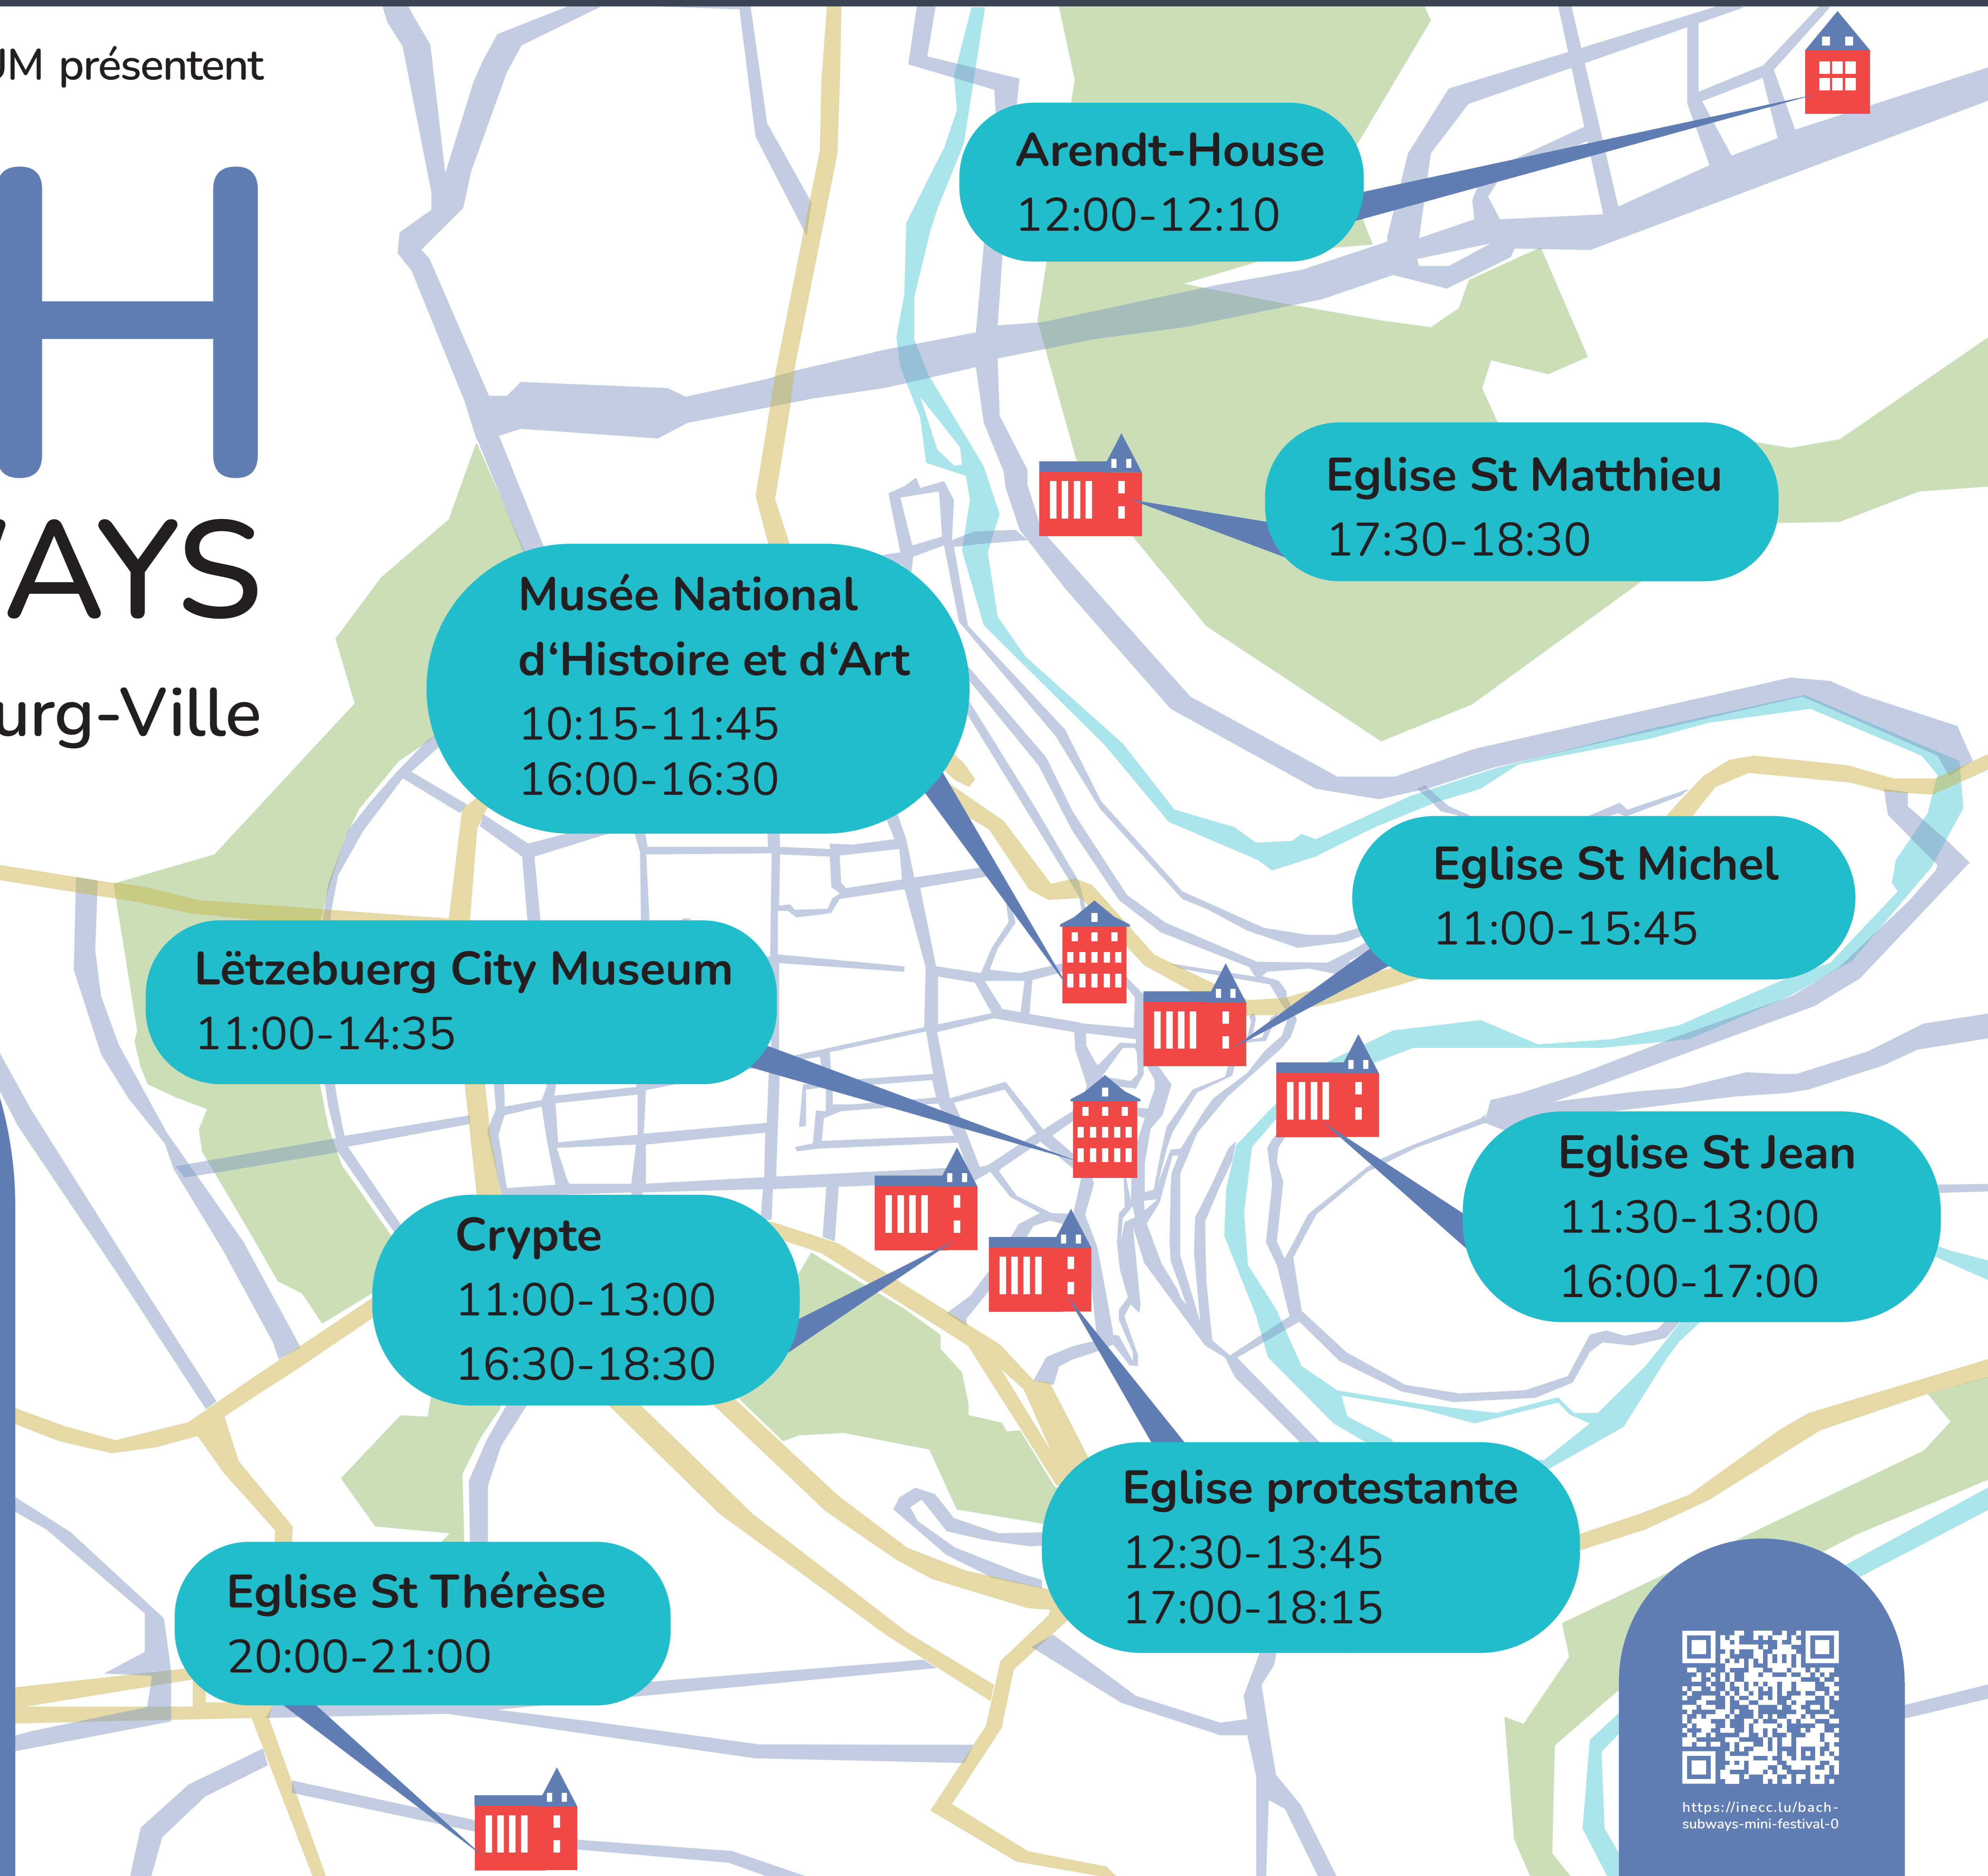 présentent
H
AYS
urg-Ville
Arendt-House
12:00-12:10
Eglise St Matthieu
17:30-18:30
Musée National
d‘Histoire et d‘Art
10:15-11:45
16:00-16:30
Eglise St Michel
11:00-15:45
Lëtzebuerg City Museum
11:00-14:35
Eglise St Jean
11:30-13:00
16:00-17:00
Crypte
11:00-13:00
16:30-18:30
Eglise protestante
12:30-13:45
17:00-18:15
Eglise St Thérèse
20:00-21:00
https://inecc.lu/bach-
subways-mini-festival-0